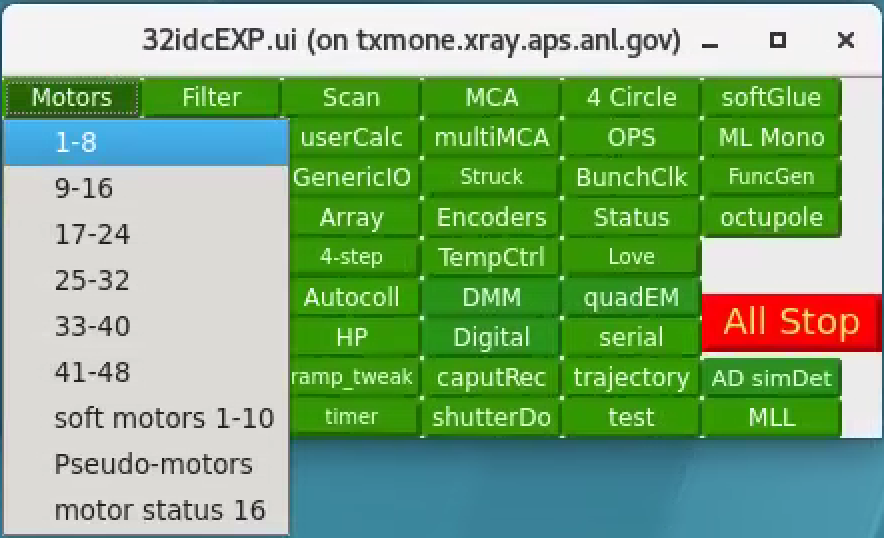 32idcEXP.ui (on txmone.xray.aps.anl.gov)
Motors Filter Scan MCA 4 Circle softGlue
1-8 userCalc multiMCA OPS ML Mono
9-16 GenericIO Struck BunchClk FuncGen
17-24 Array Encoders Status octupole
25-32 4-step TempCtrl Love
33-40 Autocoll DMM quadEM All Stop
41-48 HP Digital serial
soft motors 1-10 ramp_tweak caputRec trajectory AD simDet
Pseudo-motors timer shutterDo test MLL
motor status 16